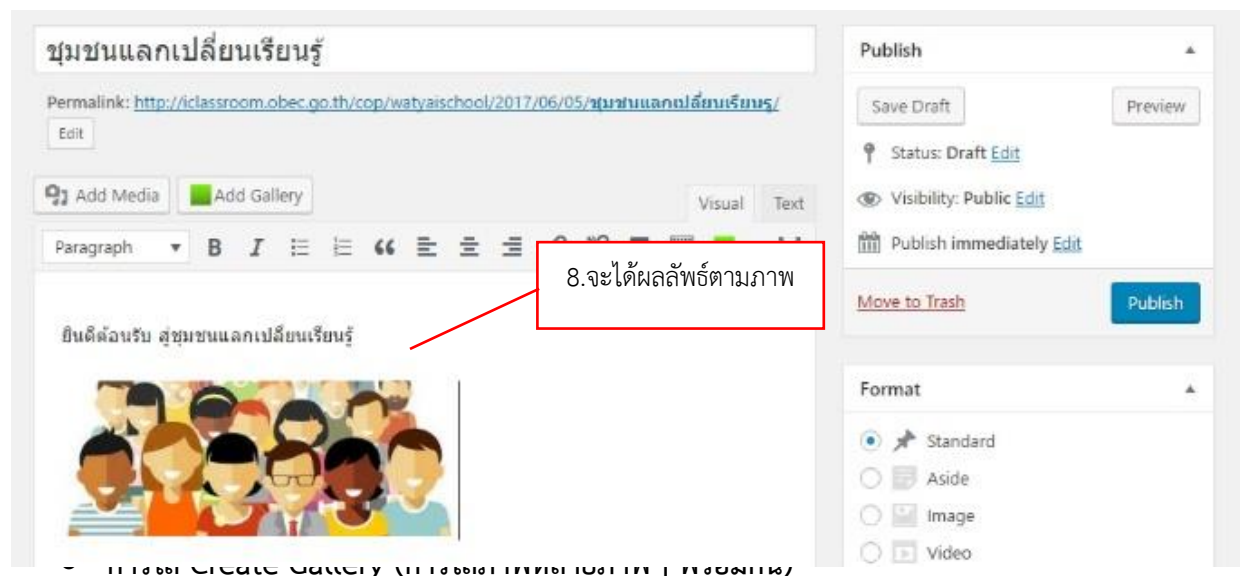 ชุมชนแลกเปลี่ยนเรียนรู้
Permalink: http://iclassroom.obec.go.th/cop/watyaischool/2017/06/05/ชุมชนแลกเปลี่ยนเรียนรู/
Edit
Add Media Add Gallery
Visual Text
Paragraph B I
8.จะได้ผลลัพธ์ตามภาพ
ยินดีต้อนรับ สู่ชุมชนแลกเปลี่ยนเรียนรู้
Publish
Save Draft Preview
Status: Draft Edit
Visibility: Public Edit
Publish immediately Edit
Move to Trash Publish
Format
Standard
Aside
Image
Video
Create Gallery